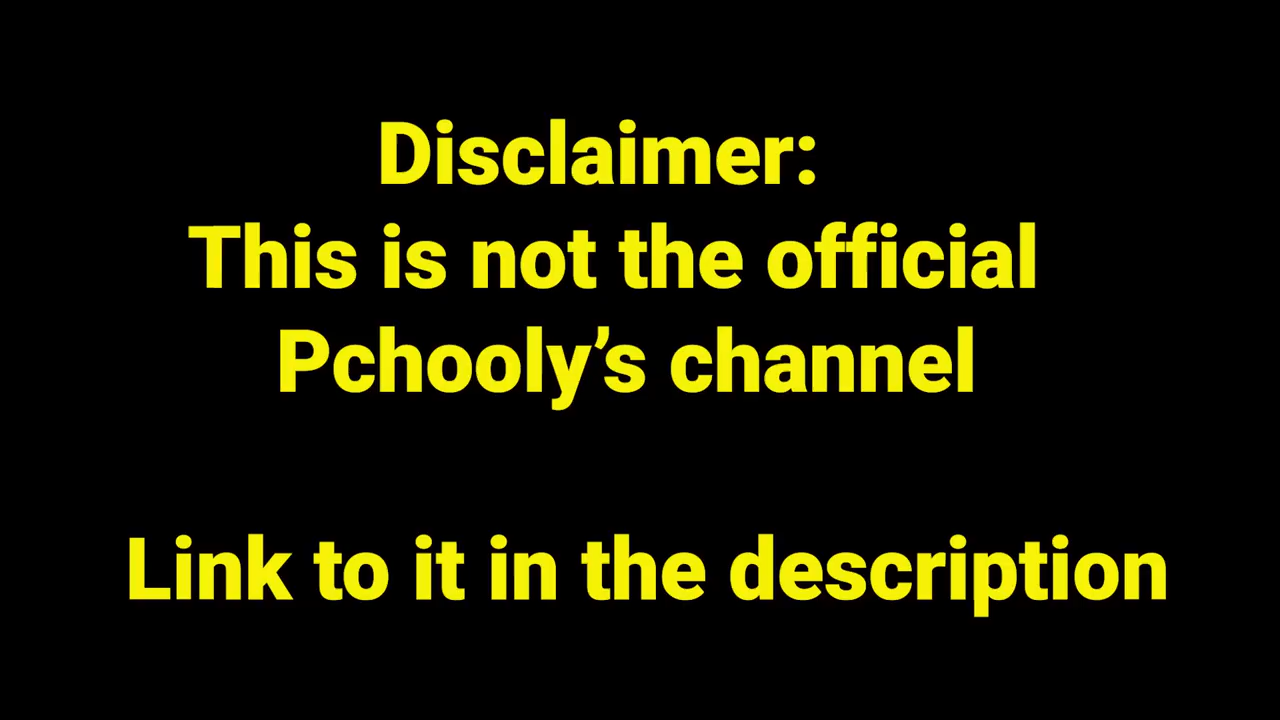 Disclaimer:
This is not the official
Pchooly’s channel
Link to it in the description